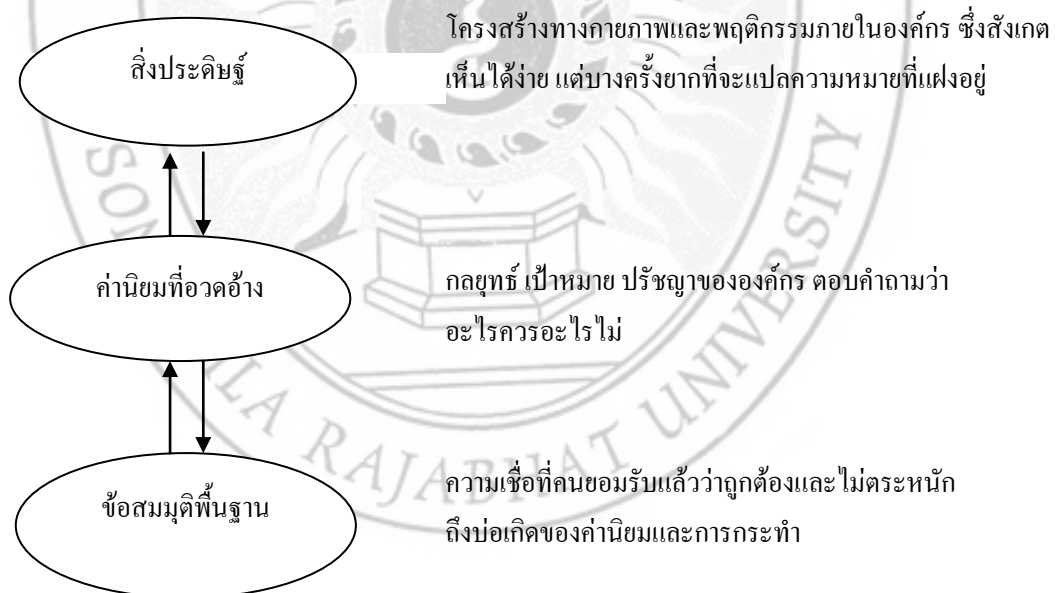 สิ่งประดิษฐ์
โครงสร้างทางกายภาพและพฤติกรรมภายในองค์กร ซึ่งสังเกต
เห็นได้ง่าย แต่บางครั้งยากที่จะแปลความหมายที่แฝงอยู่
ค่านิยมที่อวดอ้าง
กลยุทธ์ เป้าหมาย ปรัชญาขององค์กร ตอบคำถามว่า
อะไรควรอะไรไม่
ข้อสมมุติพื้นฐาน
ความเชื่อที่คนยอมรับแล้วว่าถูกต้องและไม่ตระหนัก
ถึงบ่อเกิดของค่านิยมและการกระทำ
RAJABHAT UNIVERSITY